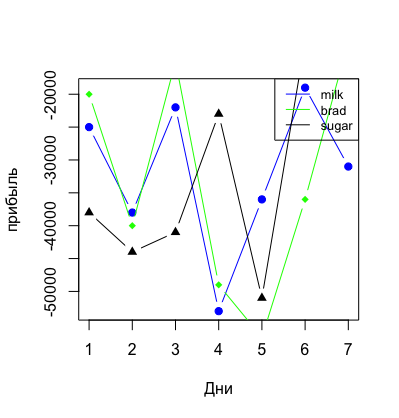 milk
brad
sugar
-20000
-30000
-40000
-50000
прибыль
1 2 3 4 5 6 7
Дни